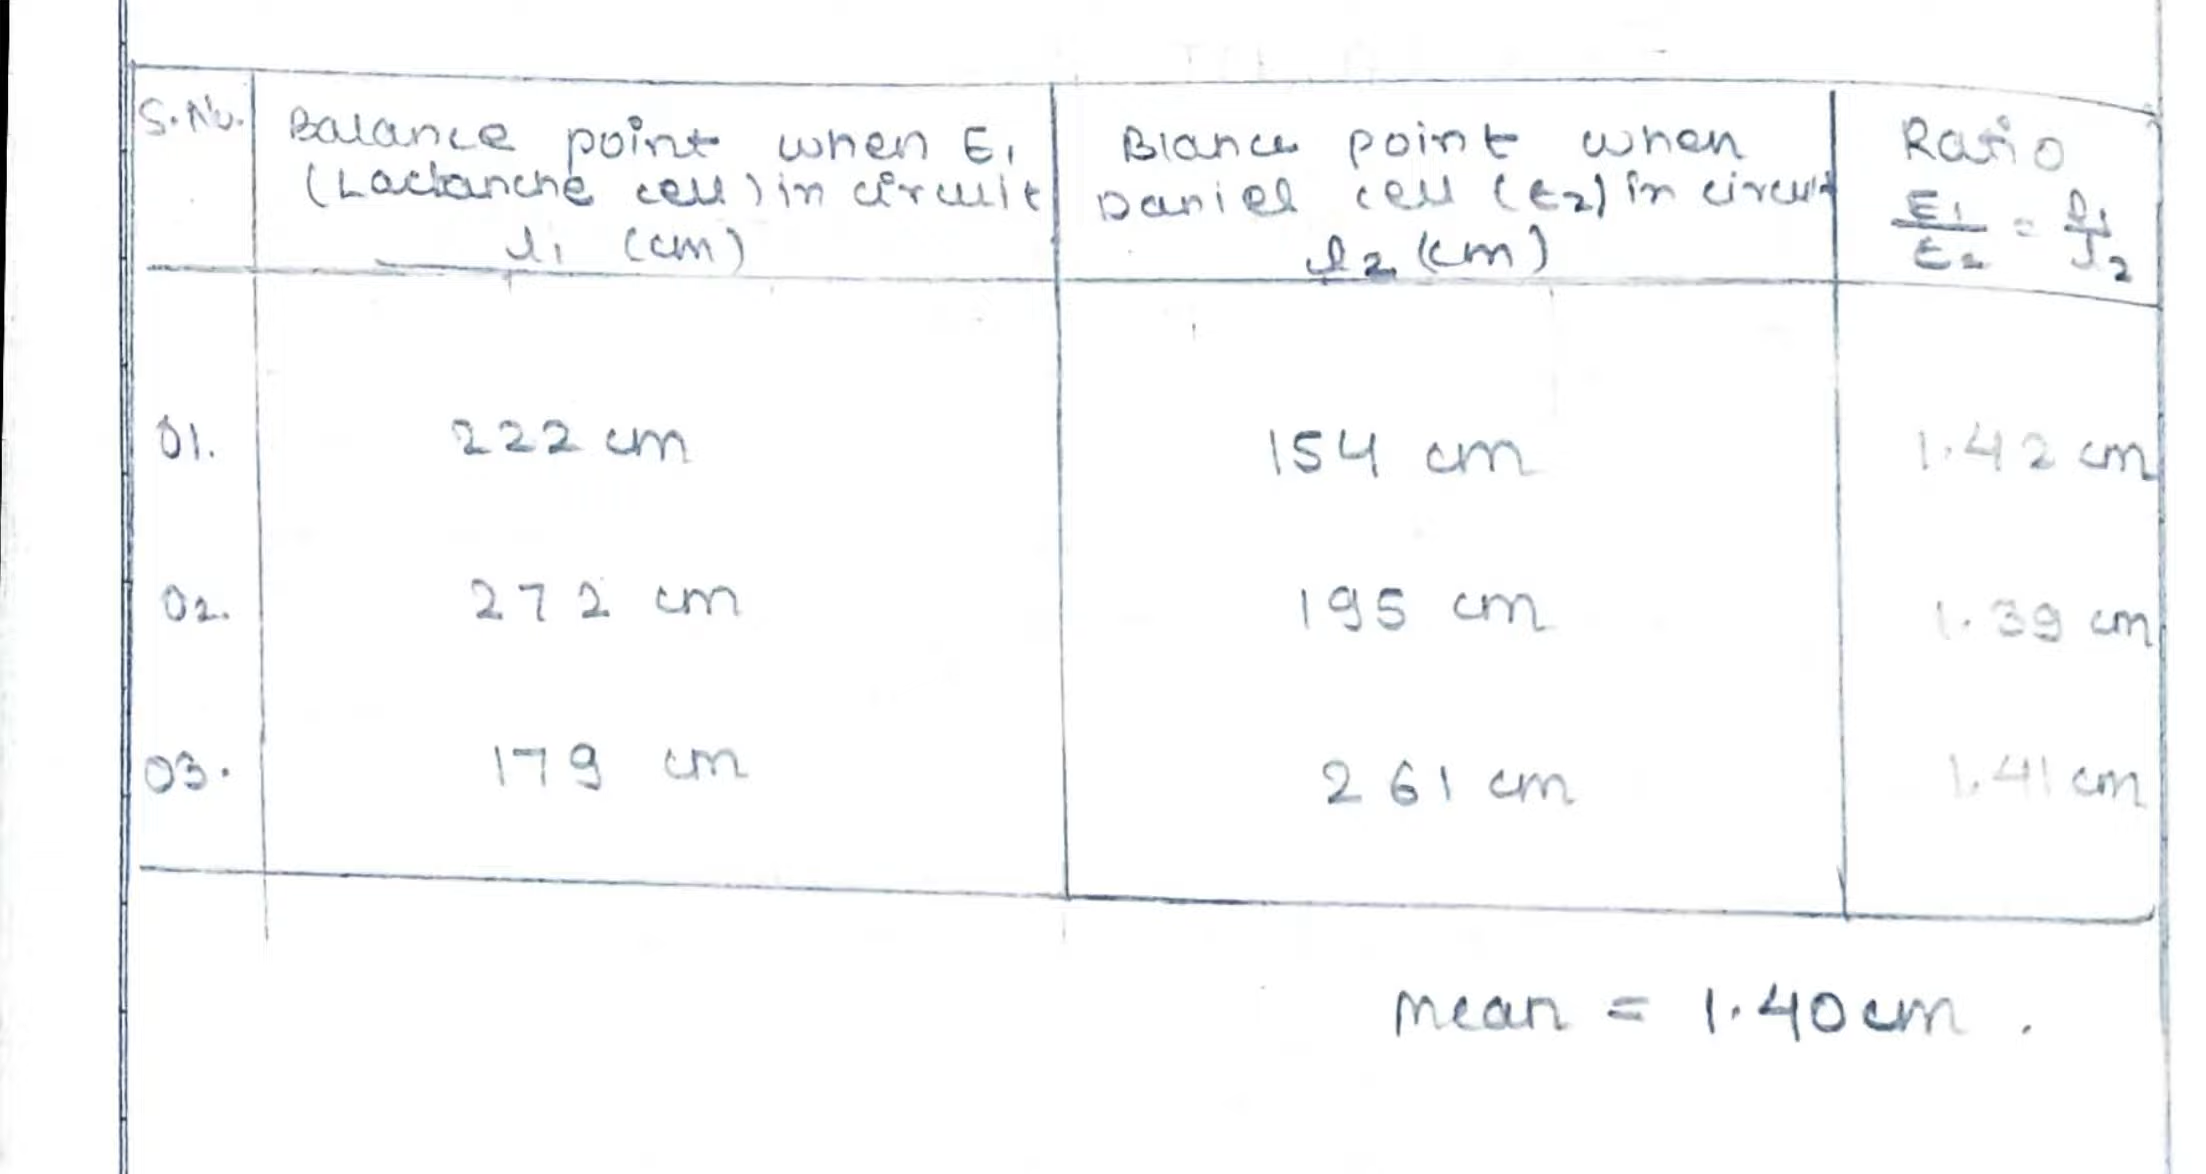 S.No. Balance point when E1 Blance point when Ratio
(Laclanche cell) in circuit Daniel cell (E2) in circuit E1/E2 = l1/l2
l1 (cm) l2 (cm)
01. 222 cm 154 cm 1.42 cm
02. 272 cm 195 cm 1.39 cm
03. 179 cm 261 cm 1.41 cm
mean = 1.40 cm.